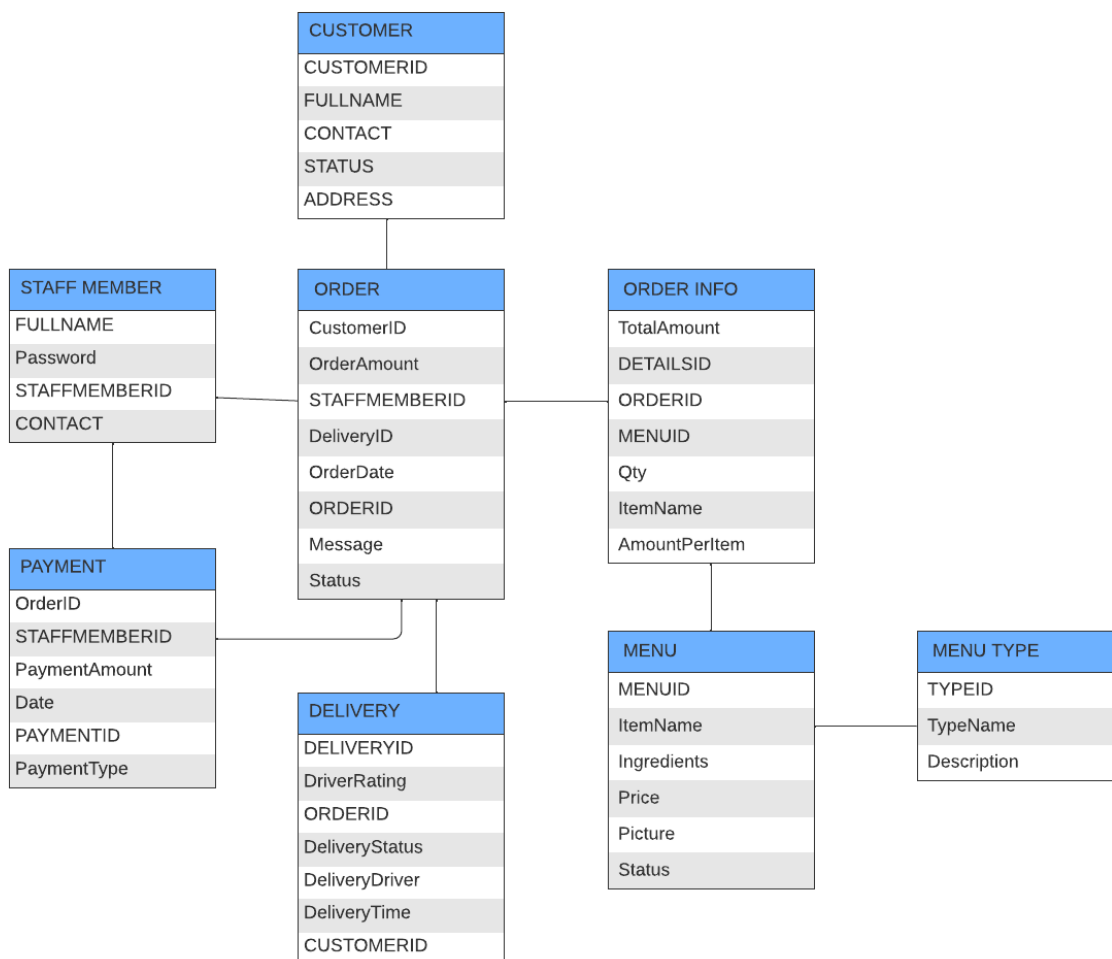 CUSTOMER
CUSTOMERID
FULLNAME
CONTACT
STATUS
ADDRESS
STAFF MEMBER
FULLNAME
Password
STAFFMEMBERID
CONTACT
ORDER
CustomerID
OrderAmount
STAFFMEMBERID
DeliveryID
OrderDate
ORDERID
Message
Status
ORDER INFO
TotalAmount
DETAILSID
ORDERID
MENUID
Qty
ItemName
AmountPerItem
PAYMENT
OrderID
STAFFMEMBERID
PaymentAmount
Date
PAYMENTID
PaymentType
DELIVERY
DELIVERYID
DriverRating
ORDERID
DeliveryStatus
DeliveryDriver
DeliveryTime
CUSTOMERID
MENU
MENUID
ItemName
Ingredients
Price
Picture
Status
MENU TYPE
TYPEID
TypeName
Description